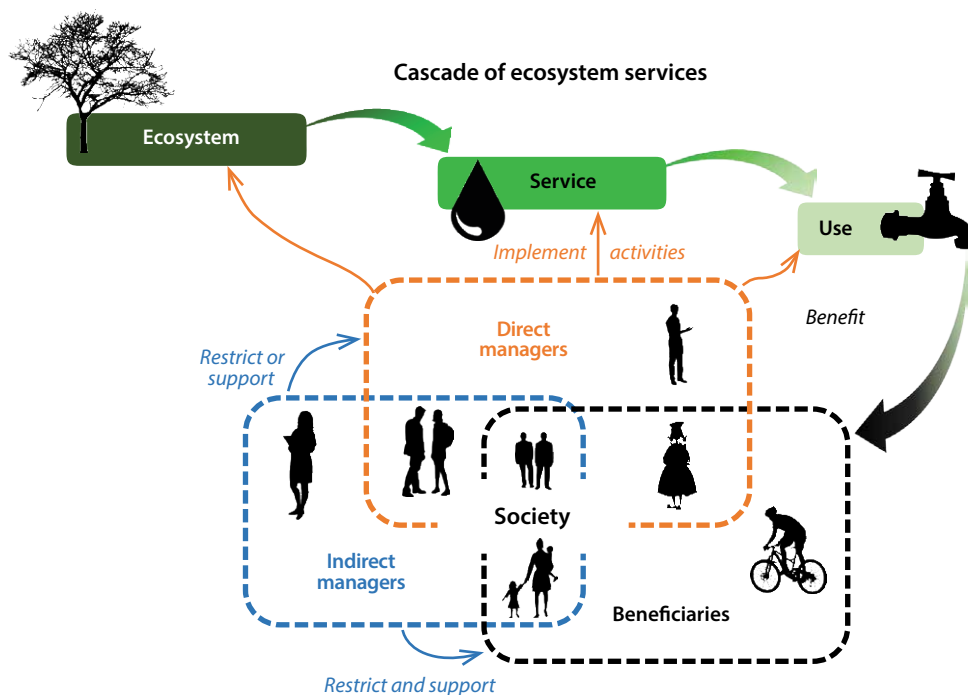 Cascade of ecosystem services
Ecosystem
Service
Use
Implement activities
Benefit
Direct
managers
Restrict or
support
Society
Indirect
managers
Beneficiaries
Restrict and support